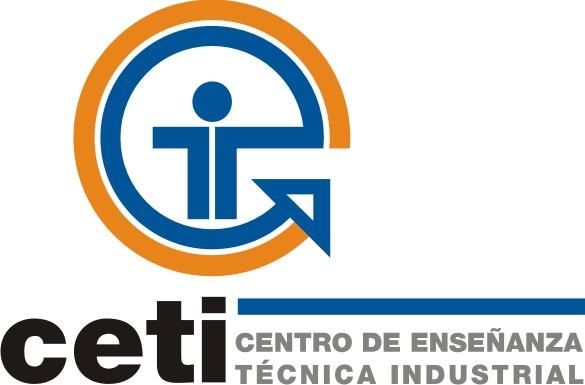 ceti
CENTRO DE ENSEÑANZA
TÉCNICA INDUSTRIAL